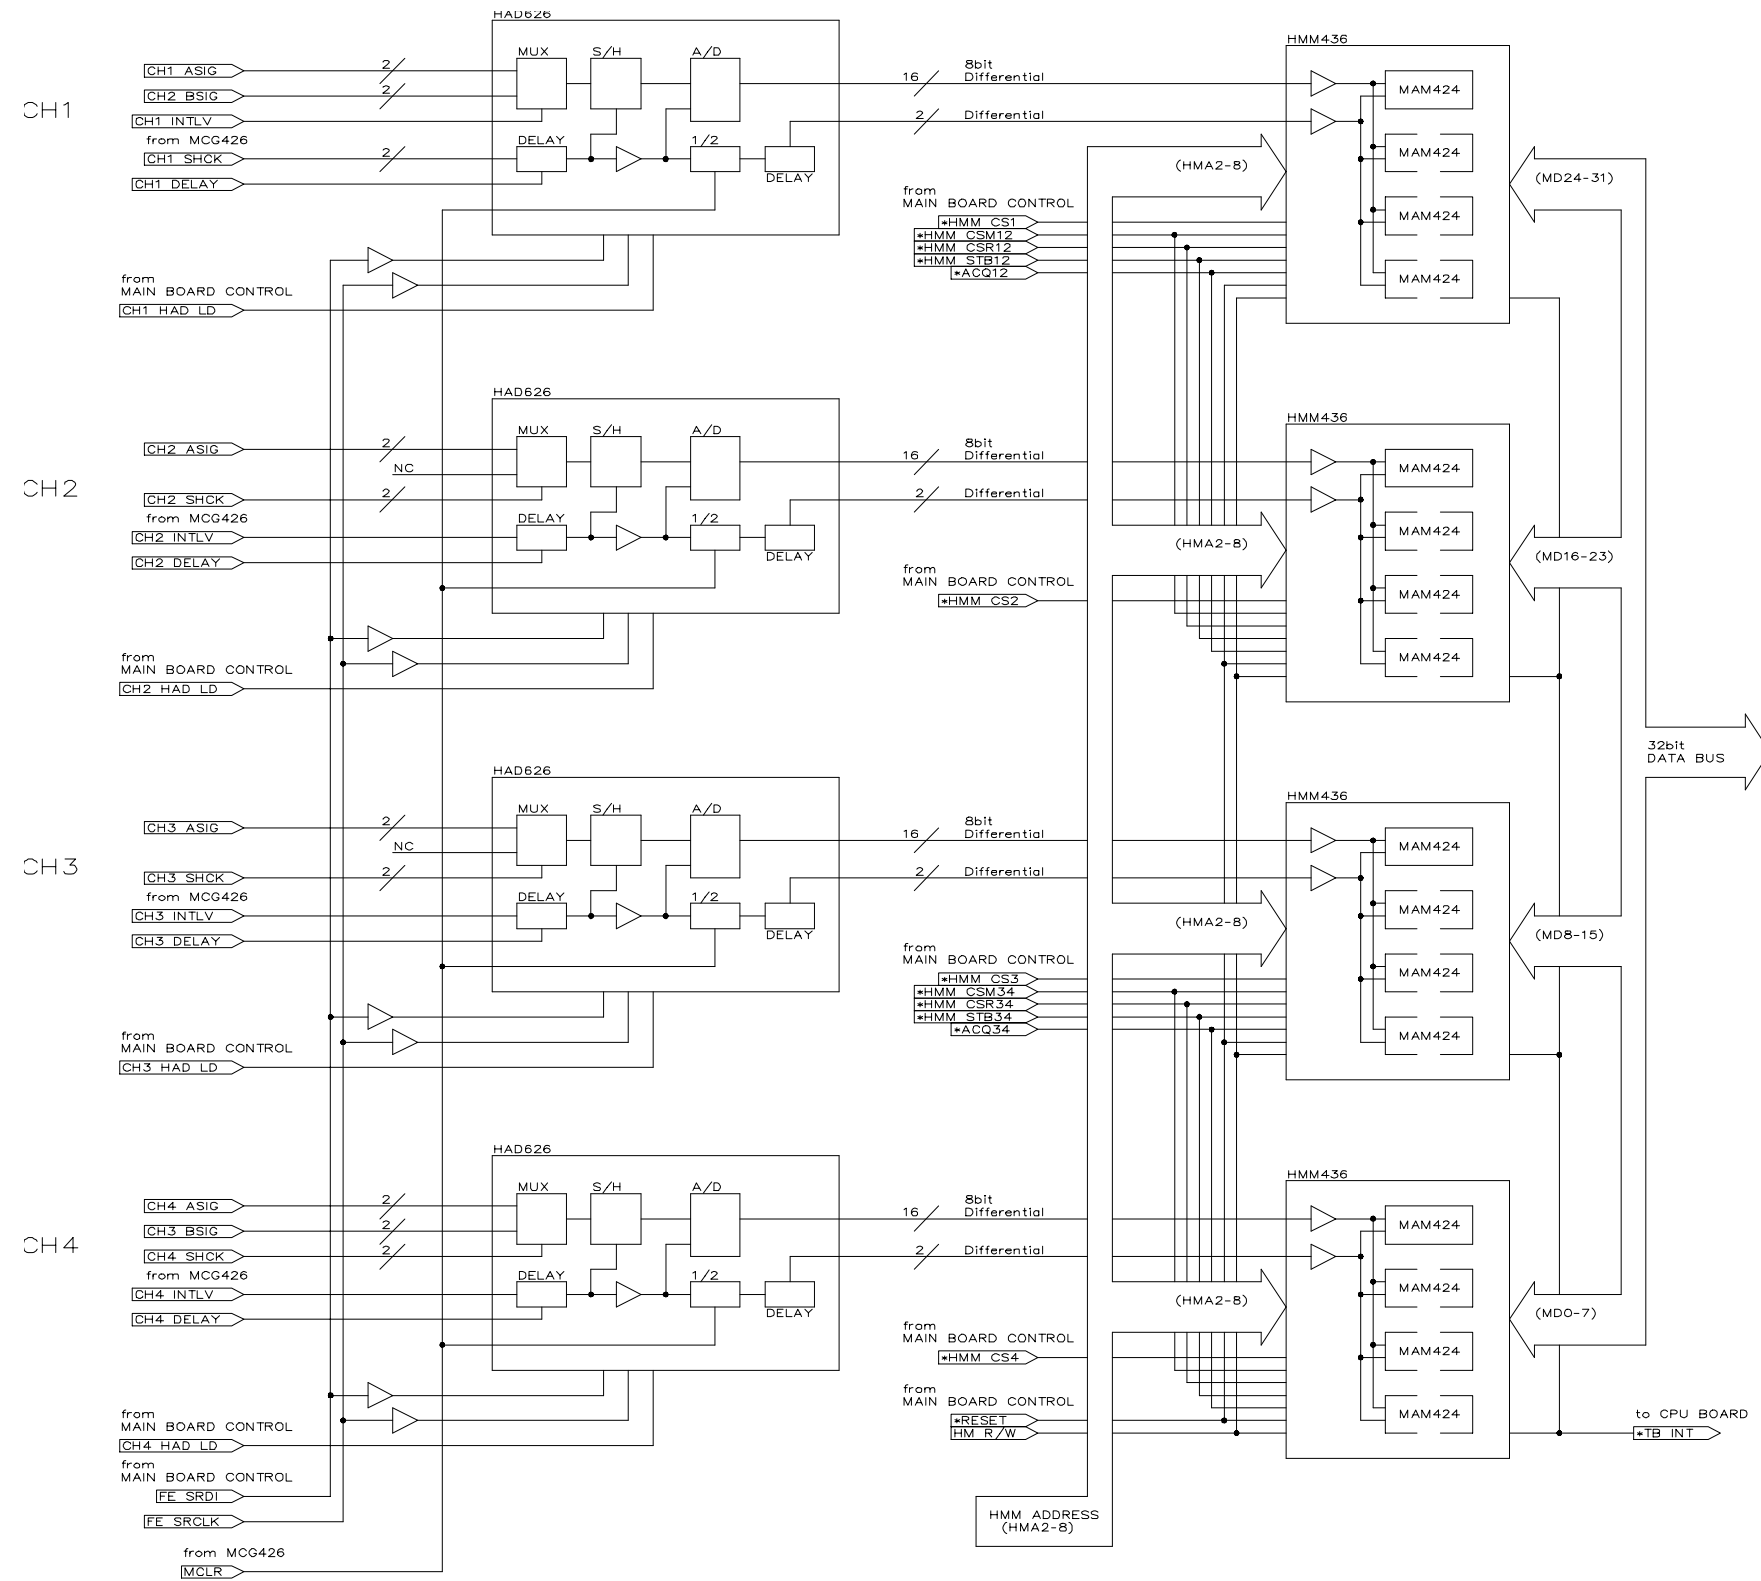 CH1
HAD626
MUX
S/H
A/D
CH1 ASIG
2
CH2 BSIG
2
CH1 INTLV
from MCG426
CH1 SHCK
2
CH1 DELAY
DELAY
1/2
DELAY
16
8bit
Differential
2
Differential
from
MAIN BOARD CONTROL
CH1 HAD LD
from
MAIN BOARD CONTROL
*HMM CS1
*HMM CSM12
*HMM CSR12
*HMM STB12
*ACQ12
(HMA2-8)
HMM436
MAM424
MAM424
MAM424
MAM424
(MD24-31)
CH2
HAD626
MUX
S/H
A/D
CH2 ASIG
2
NC
CH2 SHCK
2
from MCG426
CH2 INTLV
CH2 DELAY
DELAY
1/2
DELAY
16
8bit
Differential
2
Differential
from
MAIN BOARD CONTROL
CH2 HAD LD
from
MAIN BOARD CONTROL
*HMM CS2
(HMA2-8)
HMM436
MAM424
MAM424
MAM424
MAM424
(MD16-23)
32bit
DATA BUS
CH3
HAD626
MUX
S/H
A/D
CH3 ASIG
2
NC
CH3 SHCK
2
from MCG426
CH3 INTLV
CH3 DELAY
DELAY
1/2
DELAY
16
8bit
Differential
2
Differential
from
MAIN BOARD CONTROL
CH3 HAD LD
from
MAIN BOARD CONTROL
*HMM CS3
*HMM CSM34
*HMM CSR34
*HMM STB34
*ACQ34
(HMA2-8)
HMM436
MAM424
MAM424
MAM424
MAM424
(MD8-15)
CH4
HAD626
MUX
S/H
A/D
CH4 ASIG
2
CH3 BSIG
2
CH4 SHCK
2
from MCG426
CH4 INTLV
CH4 DELAY
DELAY
1/2
DELAY
16
8bit
Differential
2
Differential
from
MAIN BOARD CONTROL
CH4 HAD LD
from
MAIN BOARD CONTROL
FE SRDI
FE SRCLK
from MCG426
MCLR
from
MAIN BOARD CONTROL
*HMM CS4
from
MAIN BOARD CONTROL
*RESET
HM R/W
(HMA2-8)
HMM436
MAM424
MAM424
MAM424
MAM424
(MD0-7)
to CPU BOARD
*TB INT
HMM ADDRESS
(HMA2-8)